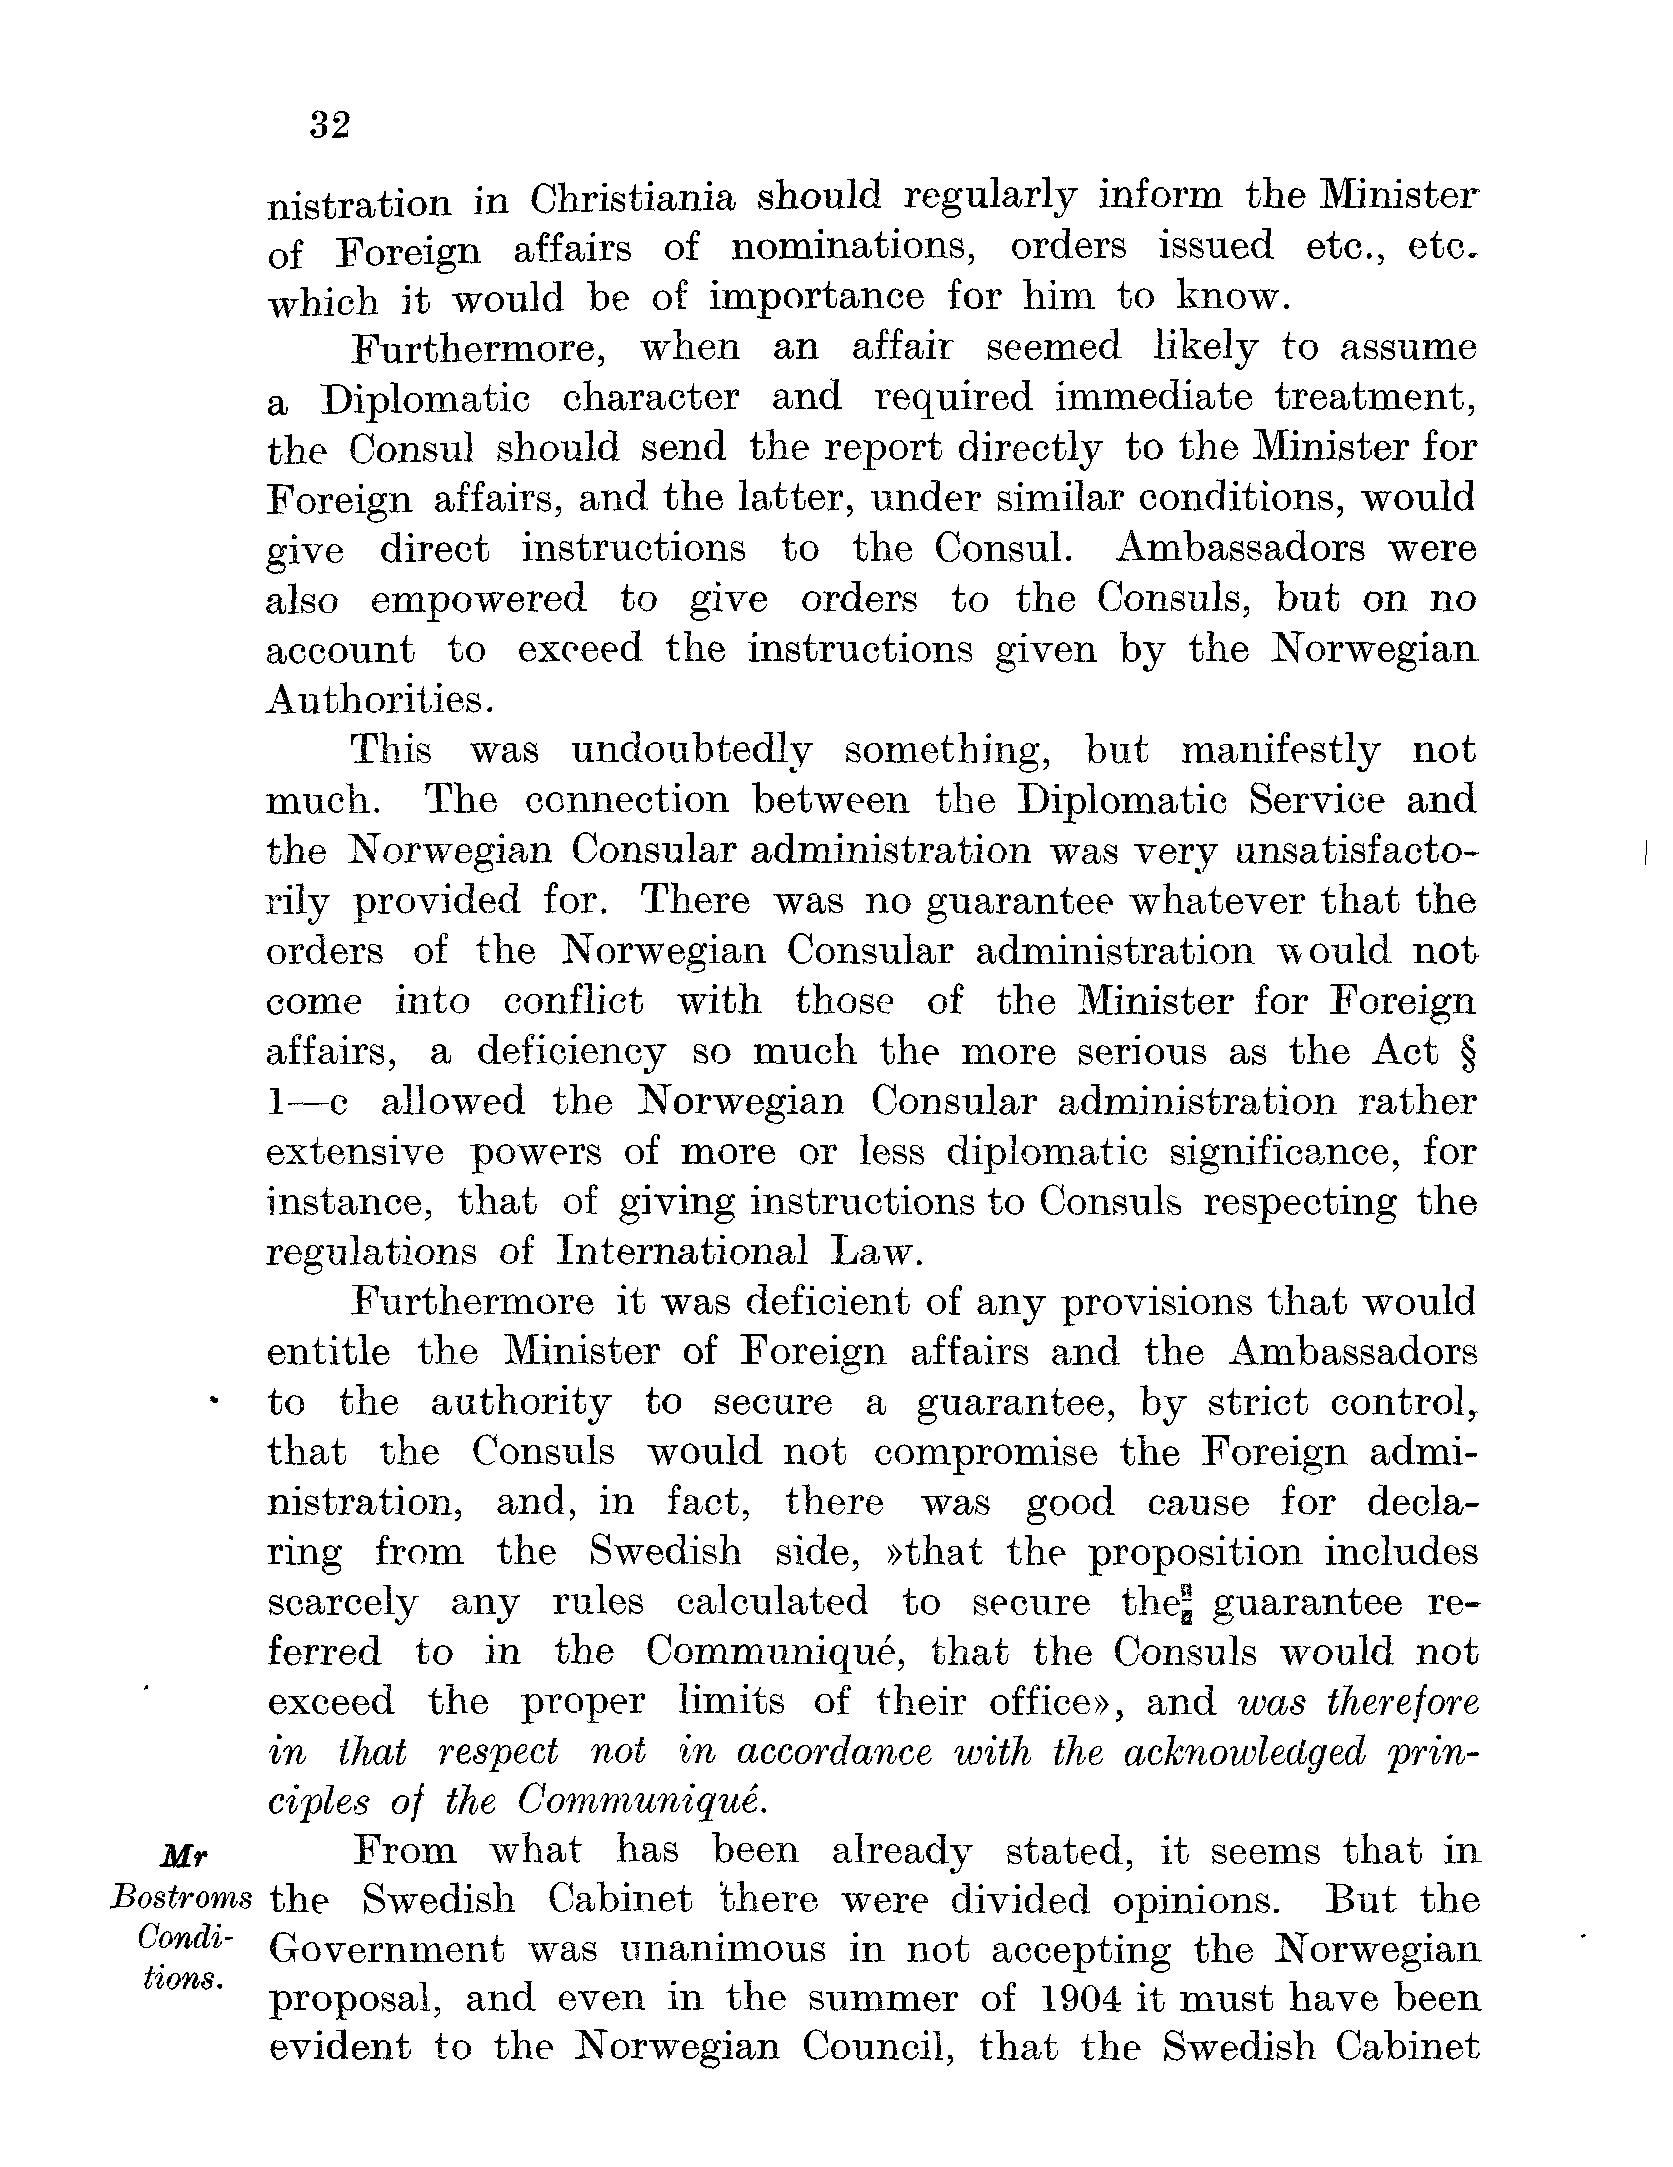 32
nistration in Christiania should regularly inform the Minister
of Foreign affairs of nominations, orders issued etc., etc.
which it would be of importance for him to know.
Furthermore, when an affair seemed likely to assume
a Diplomatic character and required immediate treatment,
the Consul should send the report directly to the Minister for
Foreign affairs, and the latter, under similar conditions, would
give direct instructions to the Consul. Ambassadors were
also empowered to give orders to the Consuls, but on no
account to exceed the instructions given by the Norwegian
Authorities.
This was undoubtedly something, but manifestly not
much. The connection between the Diplomatic Service and
the Norwegian Consular administration was very unsatisfacto-
rily provided for. There was no guarantee whatever that the
orders of the Norwegian Consular administration would not
come into conflict with those of the Minister for Foreign
affairs, a deficiency so much the more serious as the Act §
1—c allowed the Norwegian Consular administration rather
extensive powers of more or less diplomatic significance, for
instance, that of giving instructions to Consuls respecting the
regulations of International Law.
Furthermore it was deficient of any provisions that would
entitle the Minister of Foreign affairs and the Ambassadors
to the authority to secure a guarantee, by strict control,
that the Consuls would not compromise the Foreign admi-
nistration, and, in fact, there was good cause for decla-
ring from the Swedish side, »that the proposition includes
scarcely any rules calculated to secure the guarantee re-
ferred to in the Communiqué, that the Consuls would not
exceed the proper limits of their office», and was therefore
in that respect not in accordance with the acknowledged prin-
ciples of the Communiqué.
Mr
Bostroms
Condi-
tions.
From what has been already stated, it seems that in
the Swedish Cabinet there were divided opinions. But the
Government was unanimous in not accepting the Norwegian
proposal, and even in the summer of 1904 it must have been
evident to the Norwegian Council, that the Swedish Cabinet